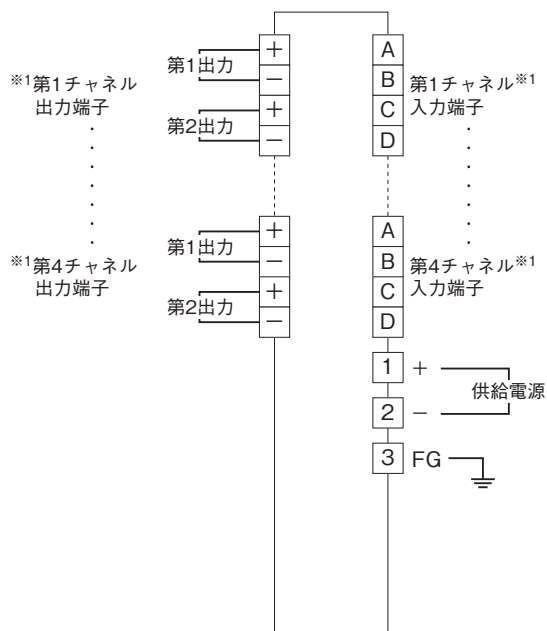 第1出力
+
−
第2出力
+
−
※1第1チャネル
出力端子
A
B
C
D
第1チャネル※1
入力端子
第1出力
+
−
第2出力
+
−
※1第4チャネル
出力端子
A
B
C
D
第4チャネル※1
入力端子
1 +
2 −
供給電源
3 FG